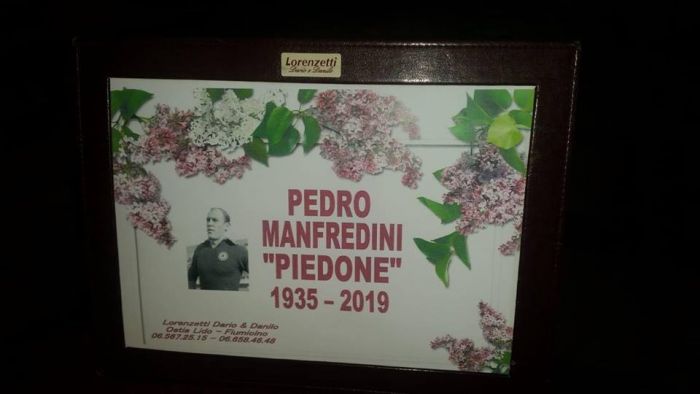 Lorenzetti
Dario e Danilo
PEDRO
MANFREDINI
"PIEDONE"
1935 – 2019
Lorenzetti Dario & Danilo
Ostia Lido – Fiumicino
06.567.25.15 – 06.658.46.48